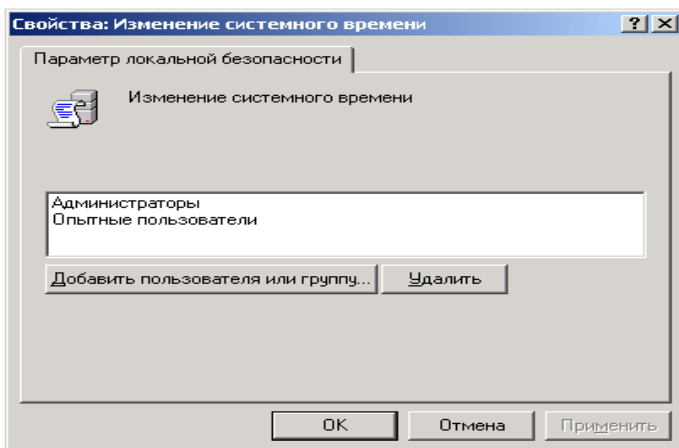 Свойства: Изменение системного времени
Параметр локальной безопасности
Изменение системного времени
Администраторы
Опытные пользователи
Добавить пользователя или группу... Удалить
OK Отмена Применить